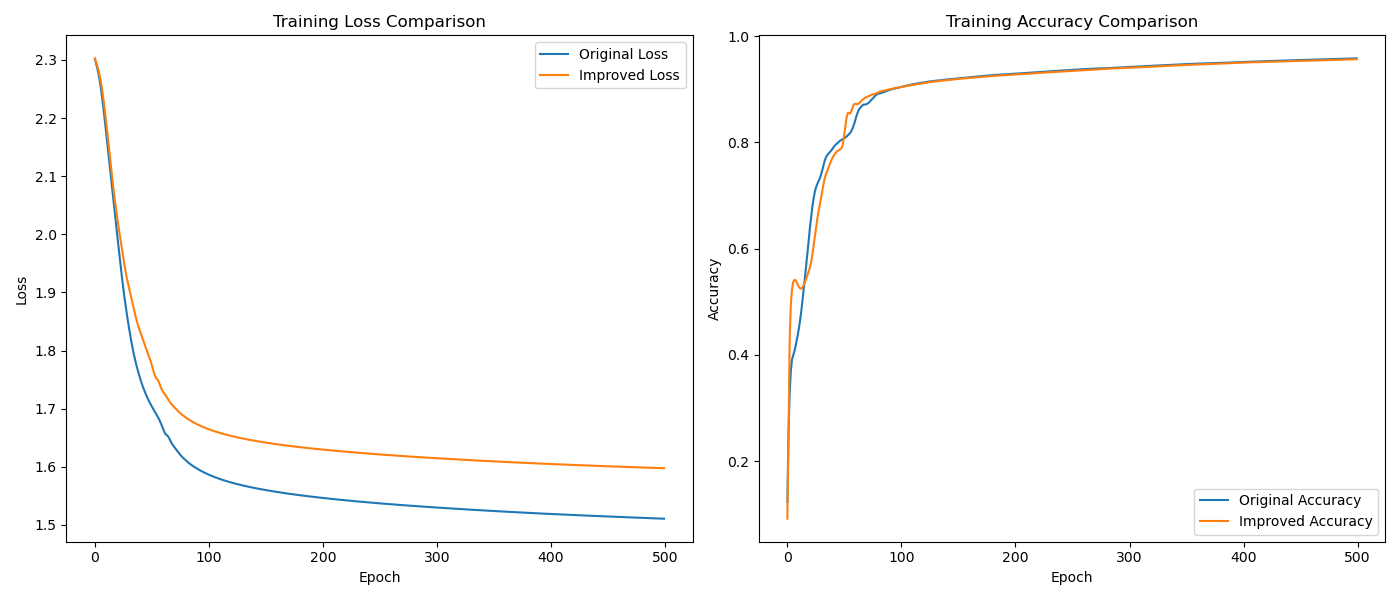 Training Loss Comparison
Original Loss
Improved Loss
2.3
2.2
2.1
2.0
1.9
1.8
1.7
1.6
1.5
Loss
0
100
200
300
400
500
Epoch
Training Accuracy Comparison
1.0
0.8
0.6
0.4
0.2
Accuracy
Original Accuracy
Improved Accuracy
0
100
200
300
400
500
Epoch